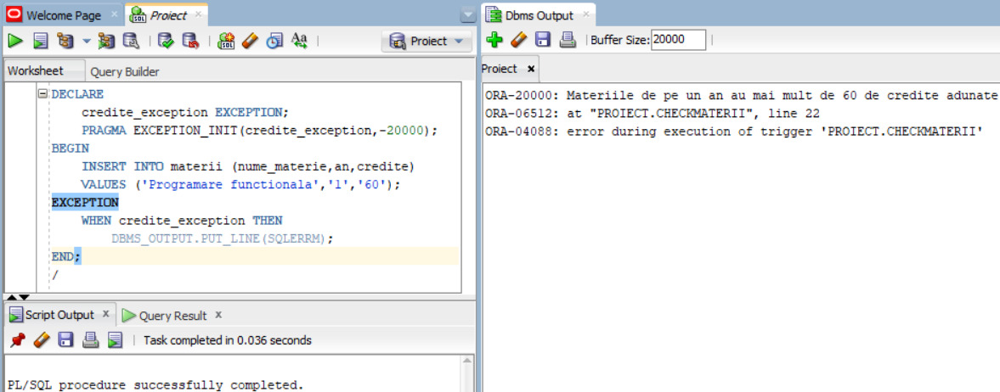 Welcome Page
Proiect
Proiect
Worksheet
Query Builder
DECLARE
credite_exception EXCEPTION;
PRAGMA EXCEPTION_INIT(credite_exception,-20000);
BEGIN
INSERT INTO materii (nume_materie,an,credite)
VALUES ('Programare functionala','1','60');
EXCEPTION
WHEN credite_exception THEN
DBMS_OUTPUT.PUT_LINE(SQLERRM);
END;
/
Script Output
Query Result
Task completed in 0.036 seconds
PL/SQL procedure successfully completed.
Dbms Output
Buffer Size: 20000
Proiect
ORA-20000: Materiile de pe un an au mai mult de 60 de credite adunate
ORA-06512: at "PROIECT.CHECKMATERII", line 22
ORA-04088: error during execution of trigger 'PROIECT.CHECKMATERII'